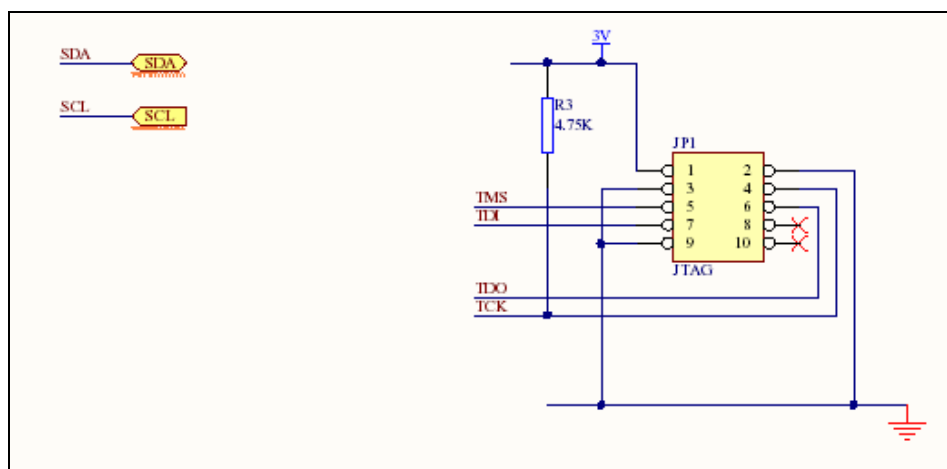 SDA SDA
SCL SCL
3V
R3
4.75K
JP1
1 2
3 4
5 6
7 8
9 10
JTAG
TMS
TDI
TDO
TCK